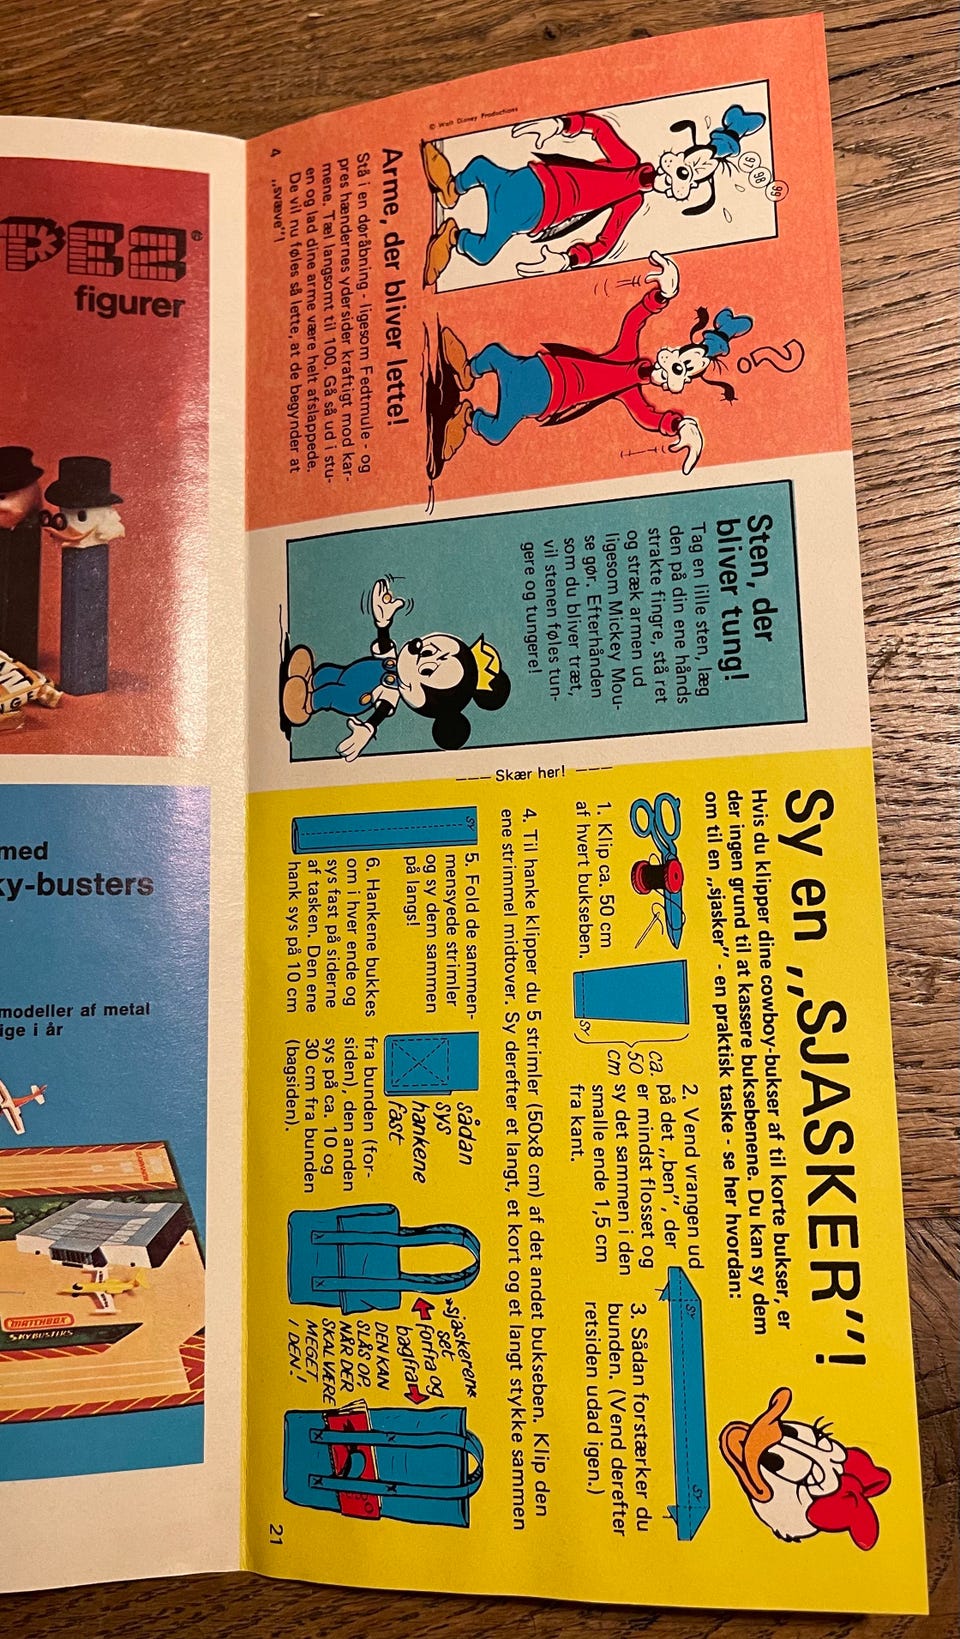 PEZ®
figurer
med
ky-busters
modeller af metal
ige i år
MATCHBOX
SKYBUSTERS
97
98
99
?
© Walt Disney Productions
Arme, der bliver lette!
Stå i en døråbning - ligesom Fedtmule - og
pres hændernes ydersider kraftigt mod kar-
mene. Tæl langsomt til 100. Gå så ud i stu-
en og lad dine arme være helt afslappede.
De vil nu føles så lette, at de begynder at
„svæve"!
4
Sten, der
bliver tung!
Tag en lille sten, læg
den på din ene hånds
strakte fingre, stå ret
og stræk armen ud
ligesom Mickey Mou-
se gør. Efterhånden
som du bliver træt,
vil stenen føles tun-
gere og tungere!
--- Skær her! ---
Sy en „SJASKER"!
Hvis du klipper dine cowboy-bukser af til korte bukser, er
der ingen grund til at kassere buksebenene. Du kan sy dem
om til en „sjasker" - en praktisk taske - se her hvordan:
1. Klip ca. 50 cm
af hvert bukseben.
Sy
ca.
50
cm
2. Vend vrangen ud
på det „ben", der
er mindst flosset og
sy det sammen i den
smalle ende 1,5 cm
fra kant.
Sy
Sy
3. Sådan forstærker du
bunden. (Vend derefter
retsiden udad igen.)
4. Til hanke klipper du 5 strimler (50x8 cm) af det andet bukseben. Klip den
ene strimmel midtover. Sy derefter et langt, et kort og et langt stykke sammen
Sy
5. Fold de sammen-
mensyede strimler
og sy dem sammen
på langs!
6. Hankene bukkes
om i hver ende og
sys fast på siderne
af tasken. Den ene
hank sys på 10 cm
sådan
sys
hankene
fast
fra bunden (for-
siden), den anden
sys på ca. 10 og
30 cm fra bunden
(bagsiden).
»sjaskeren«
set
forfra og
bagfra
DEN KAN
SLÅS OP,
NÅR DER
SKAL VÆRE
MEGET
I DEN!
21